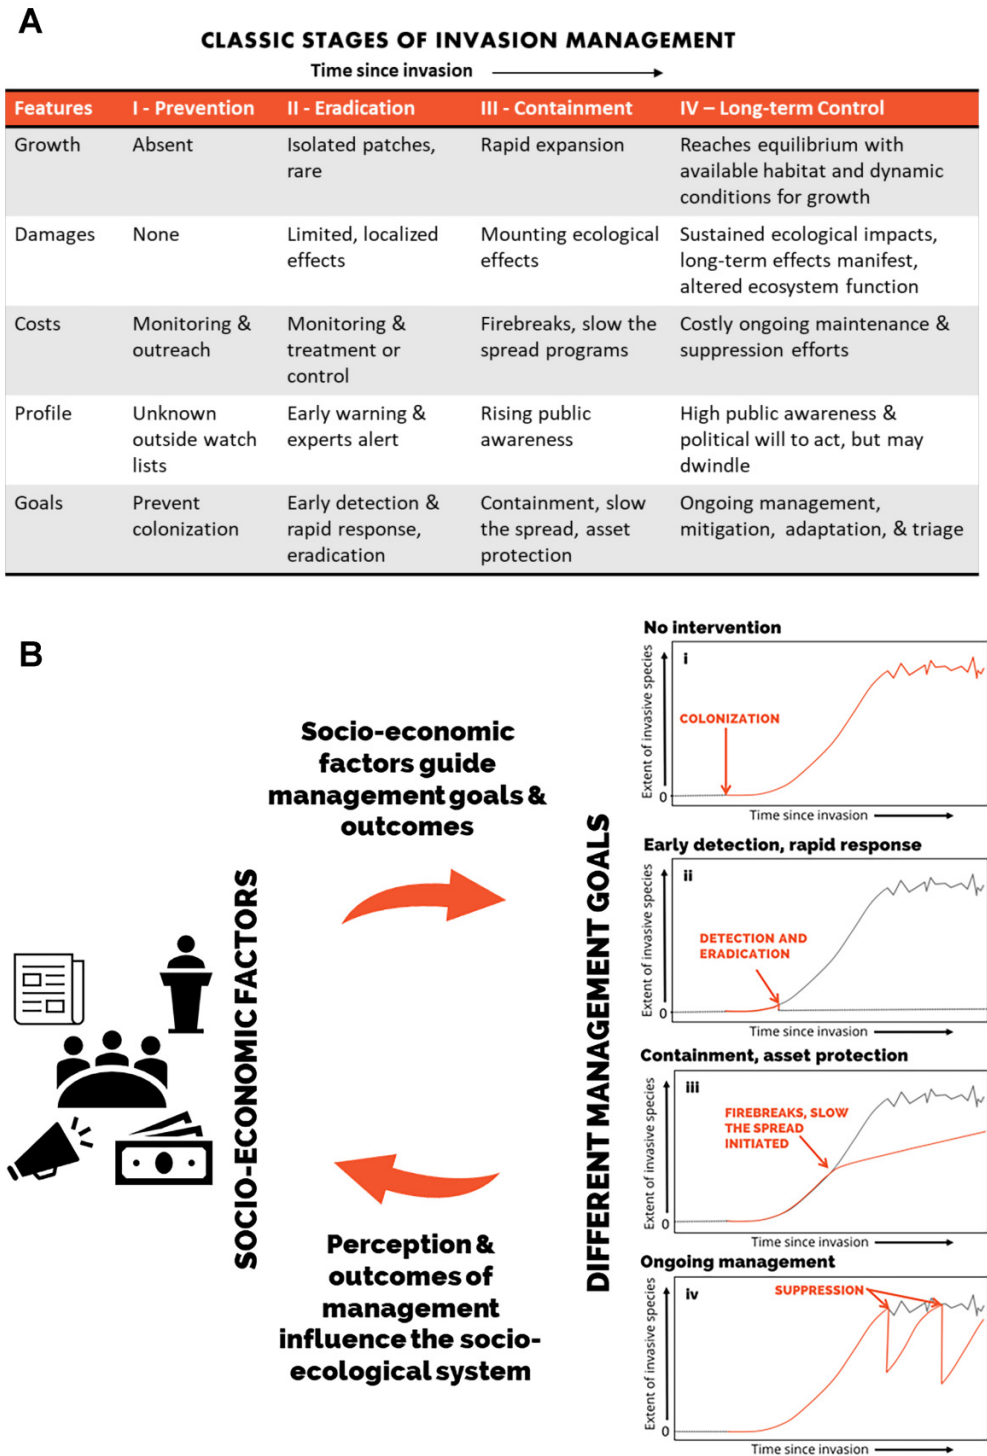 A
CLASSIC STAGES OF INVASION MANAGEMENT
Time since invasion
Features I - Prevention II - Eradication III - Containment IV – Long-term Control
Growth Absent Isolated patches, Rapid expansion Reaches equilibrium with
rare available habitat and dynamic
conditions for growth
Damages None Limited, localized Mounting ecological Sustained ecological impacts,
effects effects long-term effects manifest,
altered ecosystem function
Costs Monitoring & Monitoring & Firebreaks, slow the Costly ongoing maintenance &
outreach treatment or spread programs suppression efforts
control
Profile Unknown Early warning & Rising public High public awareness &
outside watch experts alert awareness political will to act, but may
lists dwindle
Goals Prevent Early detection & Containment, slow Ongoing management,
colonization rapid response, the spread, asset mitigation, adaptation, & triage
eradication protection
B
SOCIO-ECONOMIC FACTORS
Socio-economic
factors guide
management goals &
outcomes
Perception &
outcomes of
management
influence the socio-
ecological system
DIFFERENT MANAGEMENT GOALS
No intervention
i
Extent of invasive species
COLONIZATION
0
Time since invasion
Early detection, rapid response
ii
Extent of invasive species
DETECTION AND
ERADICATION
0
Time since invasion
Containment, asset protection
iii
Extent of invasive species
FIREBREAKS, SLOW
THE SPREAD
INITIATED
0
Time since invasion
Ongoing management
iv
Extent of invasive species
SUPPRESSION
0
Time since invasion